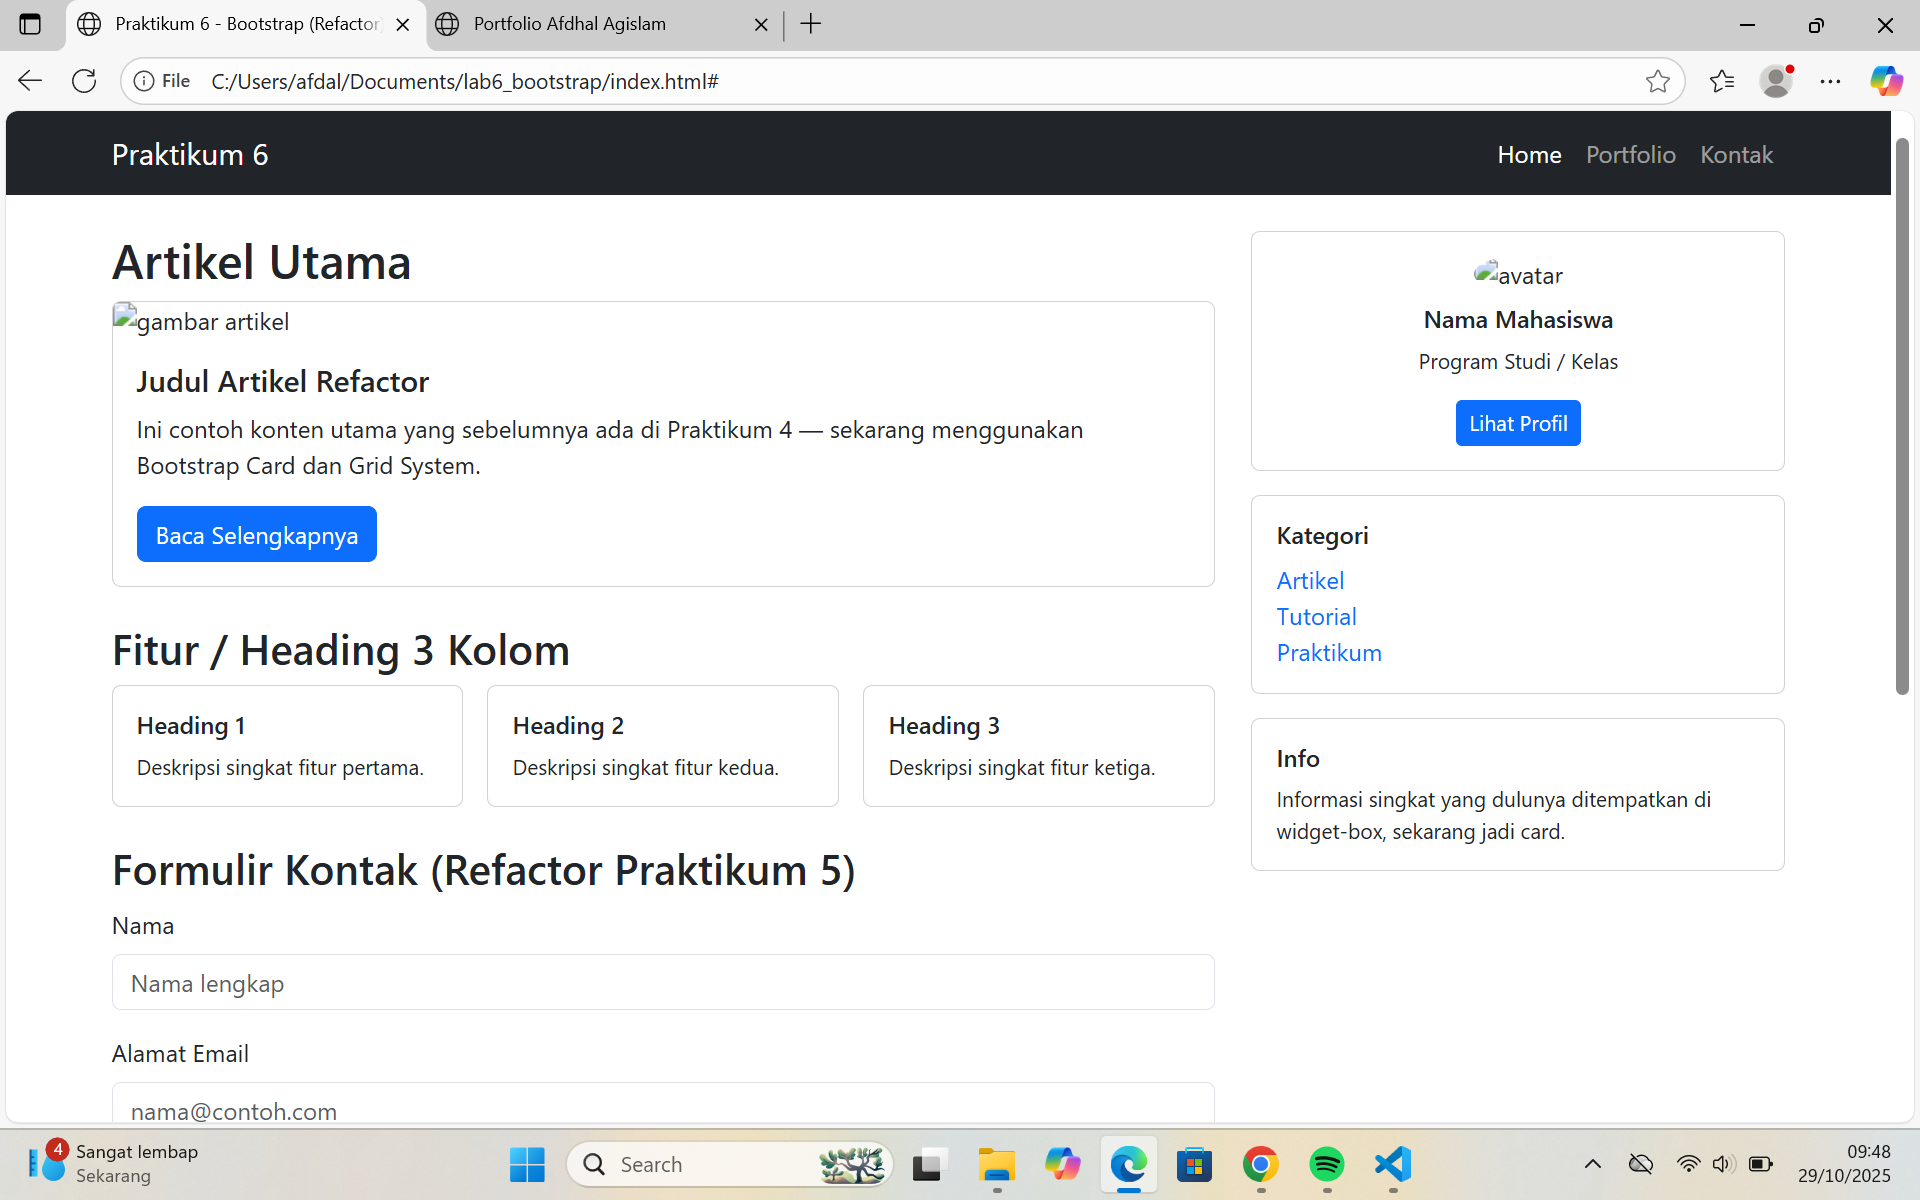 Praktikum 6 - Bootstrap (Refactor
Portfolio Afdhal Agislam
File
C:/Users/afdal/Documents/lab6_bootstrap/index.html#
Praktikum 6
Home
Portfolio
Kontak
Artikel Utama
gambar artikel
Judul Artikel Refactor
Ini contoh konten utama yang sebelumnya ada di Praktikum 4 — sekarang menggunakan
Bootstrap Card dan Grid System.
Baca Selengkapnya
Fitur / Heading 3 Kolom
Heading 1
Deskripsi singkat fitur pertama.
Heading 2
Deskripsi singkat fitur kedua.
Heading 3
Deskripsi singkat fitur ketiga.
Formulir Kontak (Refactor Praktikum 5)
Nama
Nama lengkap
Alamat Email
nama@contoh.com
avatar
Nama Mahasiswa
Program Studi / Kelas
Lihat Profil
Kategori
Artikel
Tutorial
Praktikum
Info
Informasi singkat yang dulunya ditempatkan di
widget-box, sekarang jadi card.
4
Sangat lembap
Sekarang
Search
09:48
29/10/2025